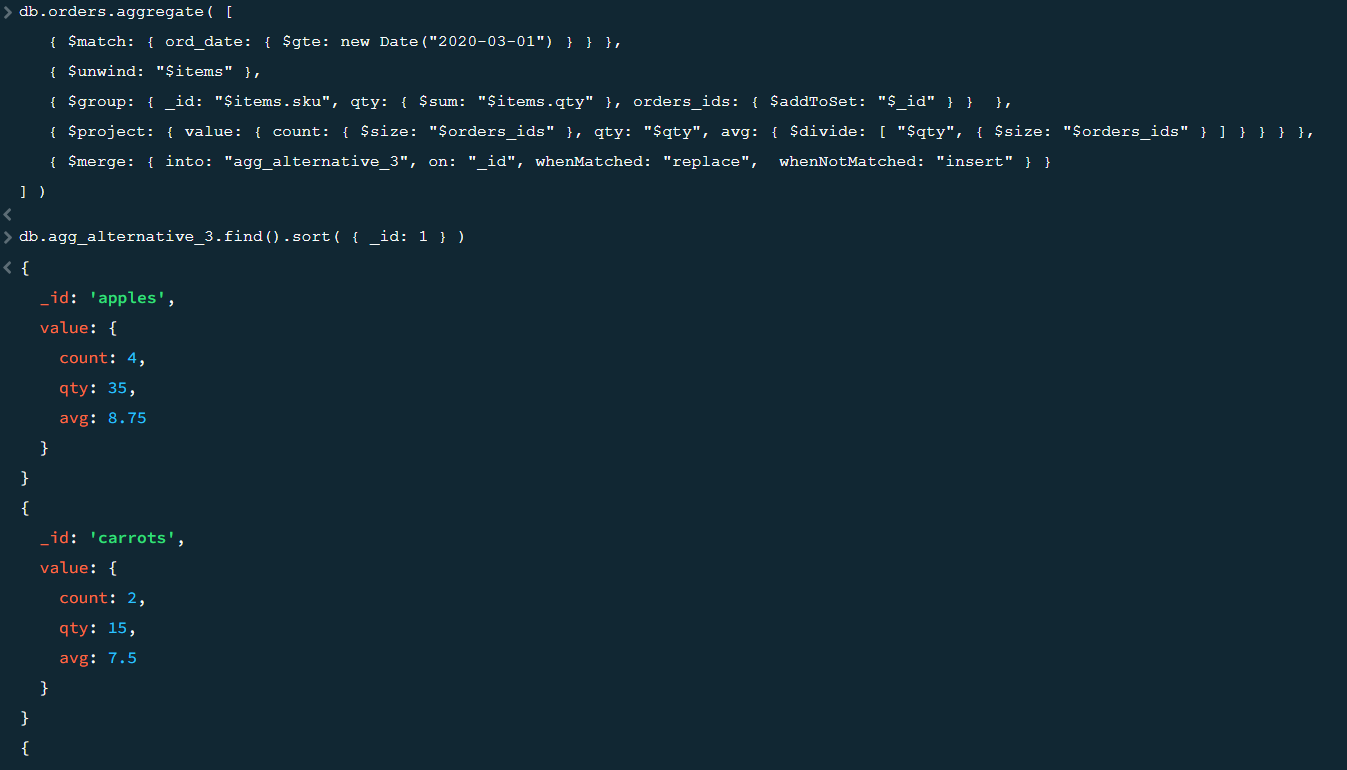 > db.orders.aggregate( [
{ $match: { ord_date: { $gte: new Date("2020-03-01") } } },
{ $unwind: "$items" },
{ $group: { _id: "$items.sku", qty: { $sum: "$items.qty" }, orders_ids: { $addToSet: "$_id" } }  },
{ $project: { value: { count: { $size: "$orders_ids" }, qty: "$qty", avg: { $divide: [ "$qty", { $size: "$orders_ids" } ] } } } },
{ $merge: { into: "agg_alternative_3", on: "_id", whenMatched: "replace",  whenNotMatched: "insert" } }
] )
<
> db.agg_alternative_3.find().sort( { _id: 1 } )
< {
_id: 'apples',
value: {
count: 4,
qty: 35,
avg: 8.75
}
}
{
_id: 'carrots',
value: {
count: 2,
qty: 15,
avg: 7.5
}
}
{